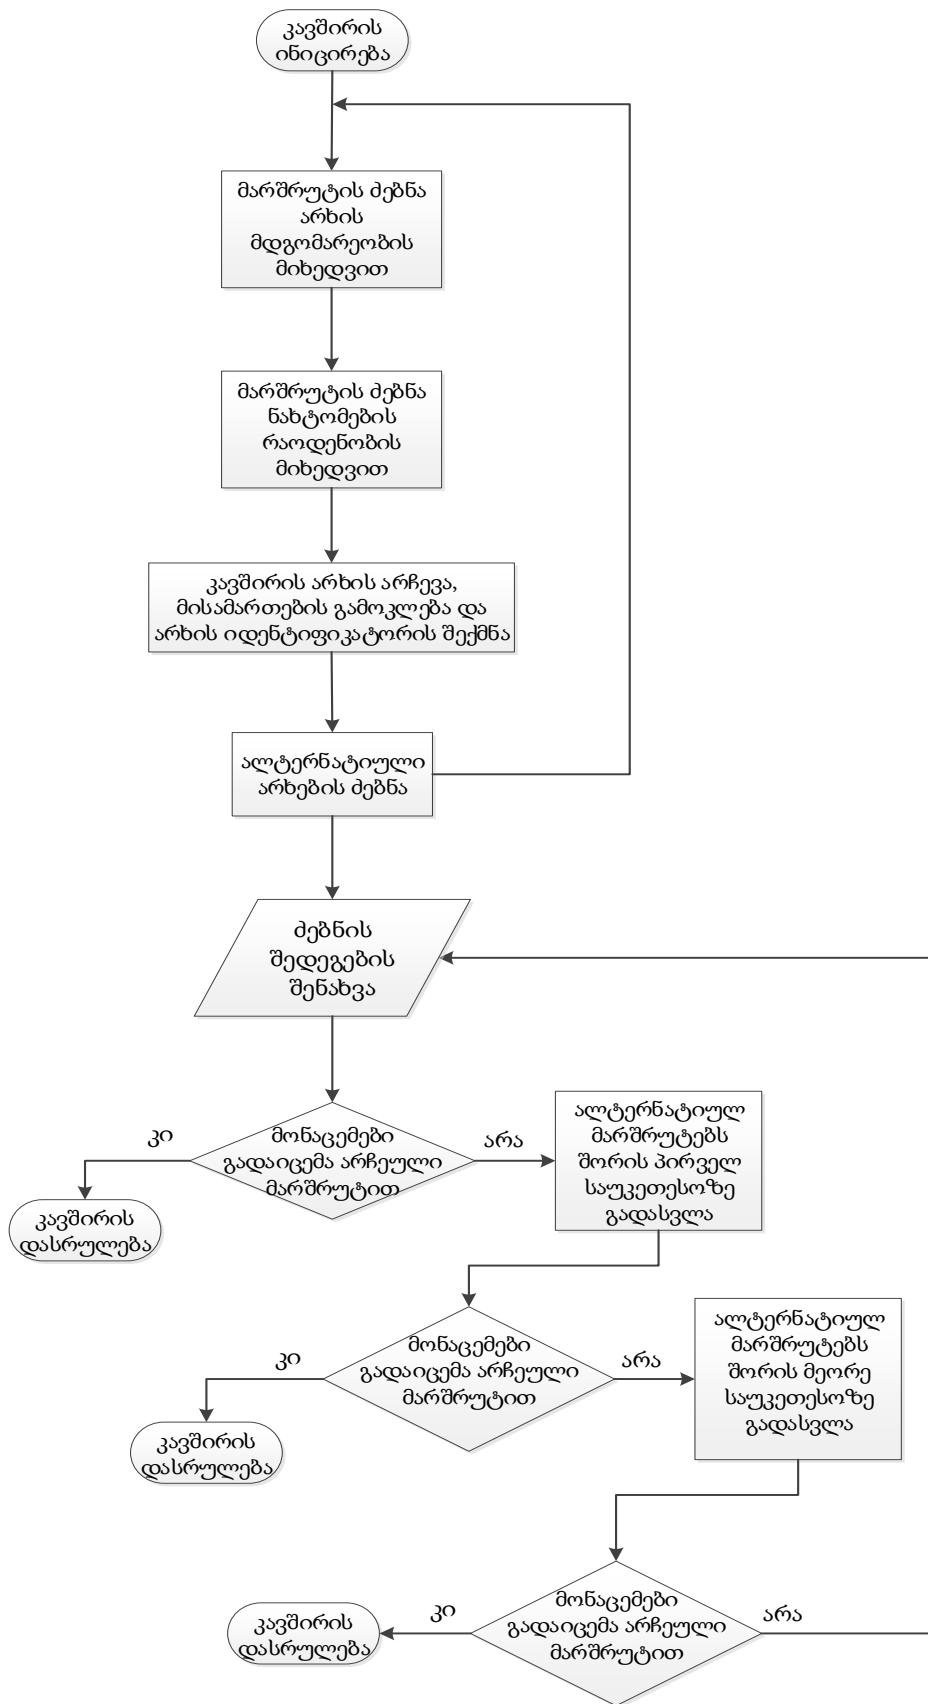 კავშირის
ინიცირება
მარშრუტის ძებნა
არხის
მდგომარეობის
მიხედვით
მარშრუტის ძებნა
ნახტომების
რაოდენობის
მიხედვით
კავშირის არხის არჩევა,
მისამართების გამოკლება და
არხის იდენტიფიკატორის შექმნა
ალტერნატიული
არხების ძებნა
ძებნის
შედეგების
შენახვა
მონაცემები
გადაიცემა არჩეული
მარშრუტით
კი
არა
ალტერნატიულ
მარშრუტებს
შორის პირველ
საუკეთესოზე
გადასვლა
კავშირის
დასრულება
მონაცემები
გადაიცემა არჩეული
მარშრუტით
კი
არა
ალტერნატიულ
მარშრუტებს
შორის მეორე
საუკეთესოზე
გადასვლა
კავშირის
დასრულება
მონაცემები
გადაიცემა არჩეული
მარშრუტით
კი
არა
კავშირის
დასრულება